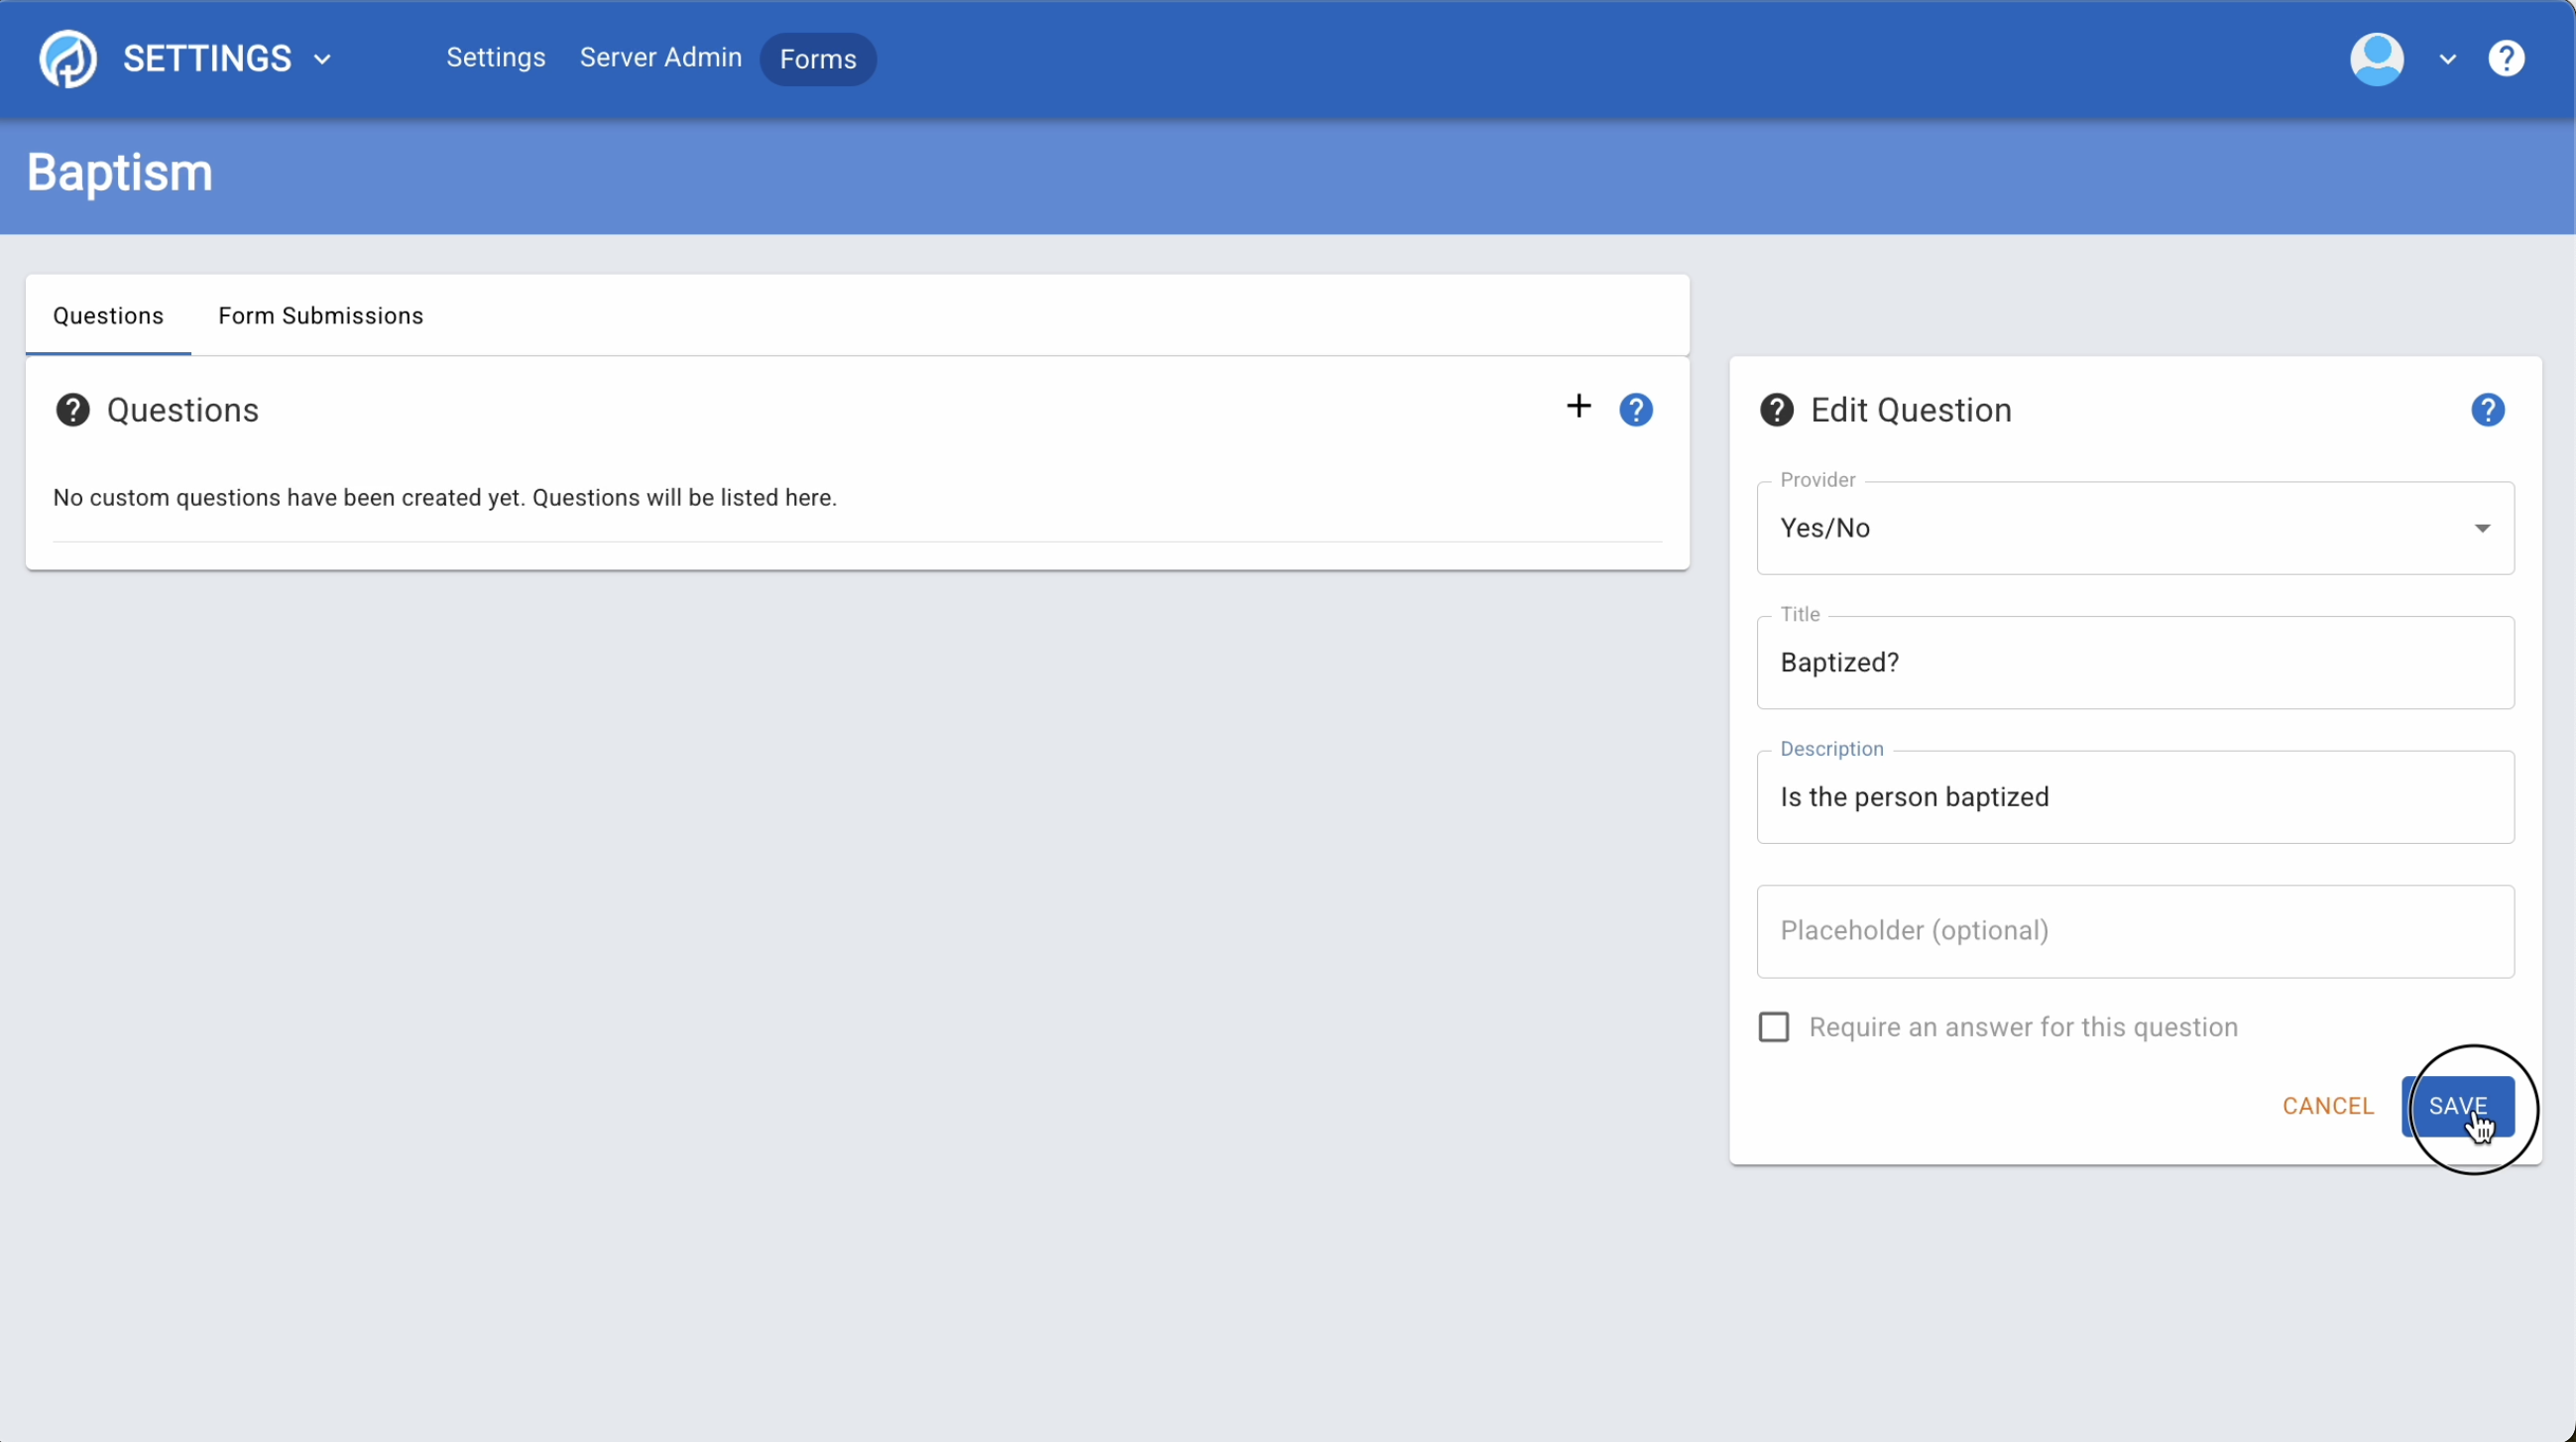 SETTINGS
Settings
Server Admin
Forms
?
Baptism
Questions
Form Submissions
? Questions
+ ?
No custom questions have been created yet. Questions will be listed here.
? Edit Question
?
Provider
Yes/No
Title
Baptized?
Description
Is the person baptized
Placeholder (optional)
Require an answer for this question
CANCEL
SAVE